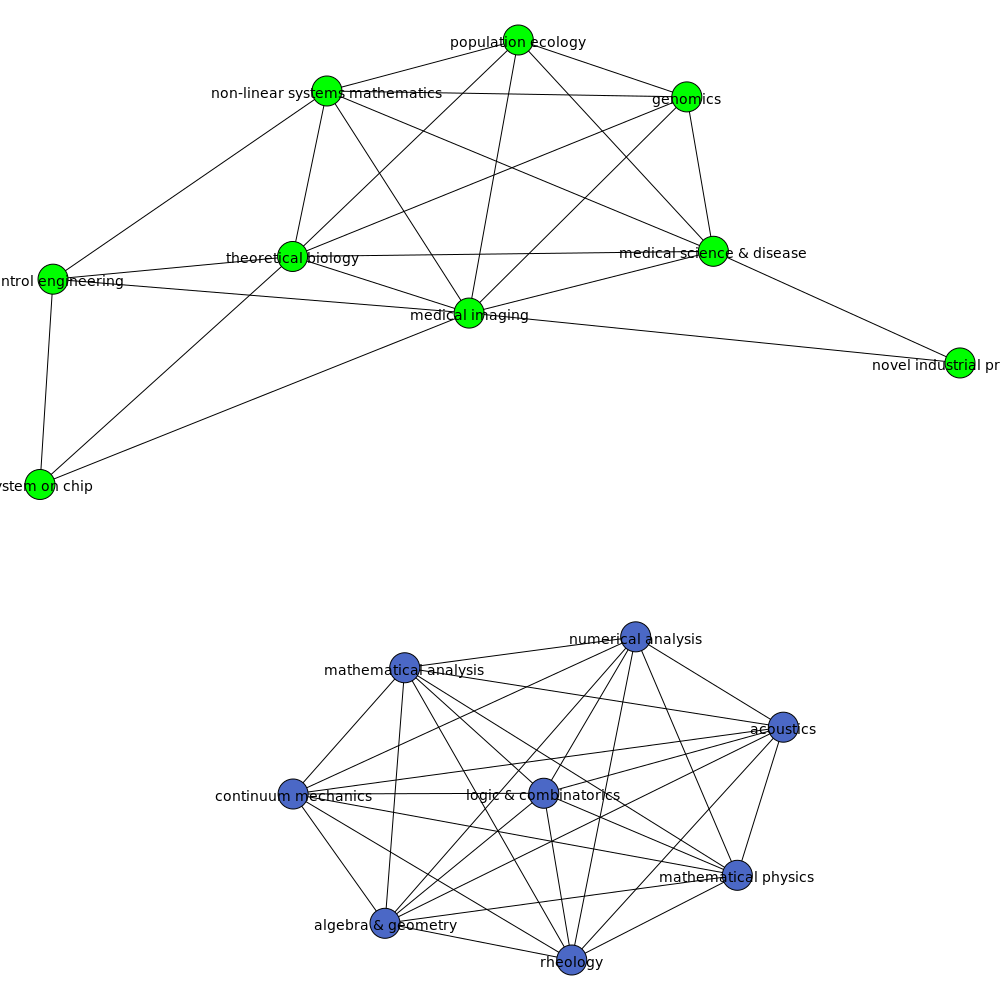 population ecology
non-linear systems mathematics
genomics
theoretical biology
medical science & disease
ntrol engineering
medical imaging
novel industrial pr
ystem on chip
numerical analysis
mathematical analysis
acoustics
continuum mechanics
logic & combinatorics
mathematical physics
algebra & geometry
rheology